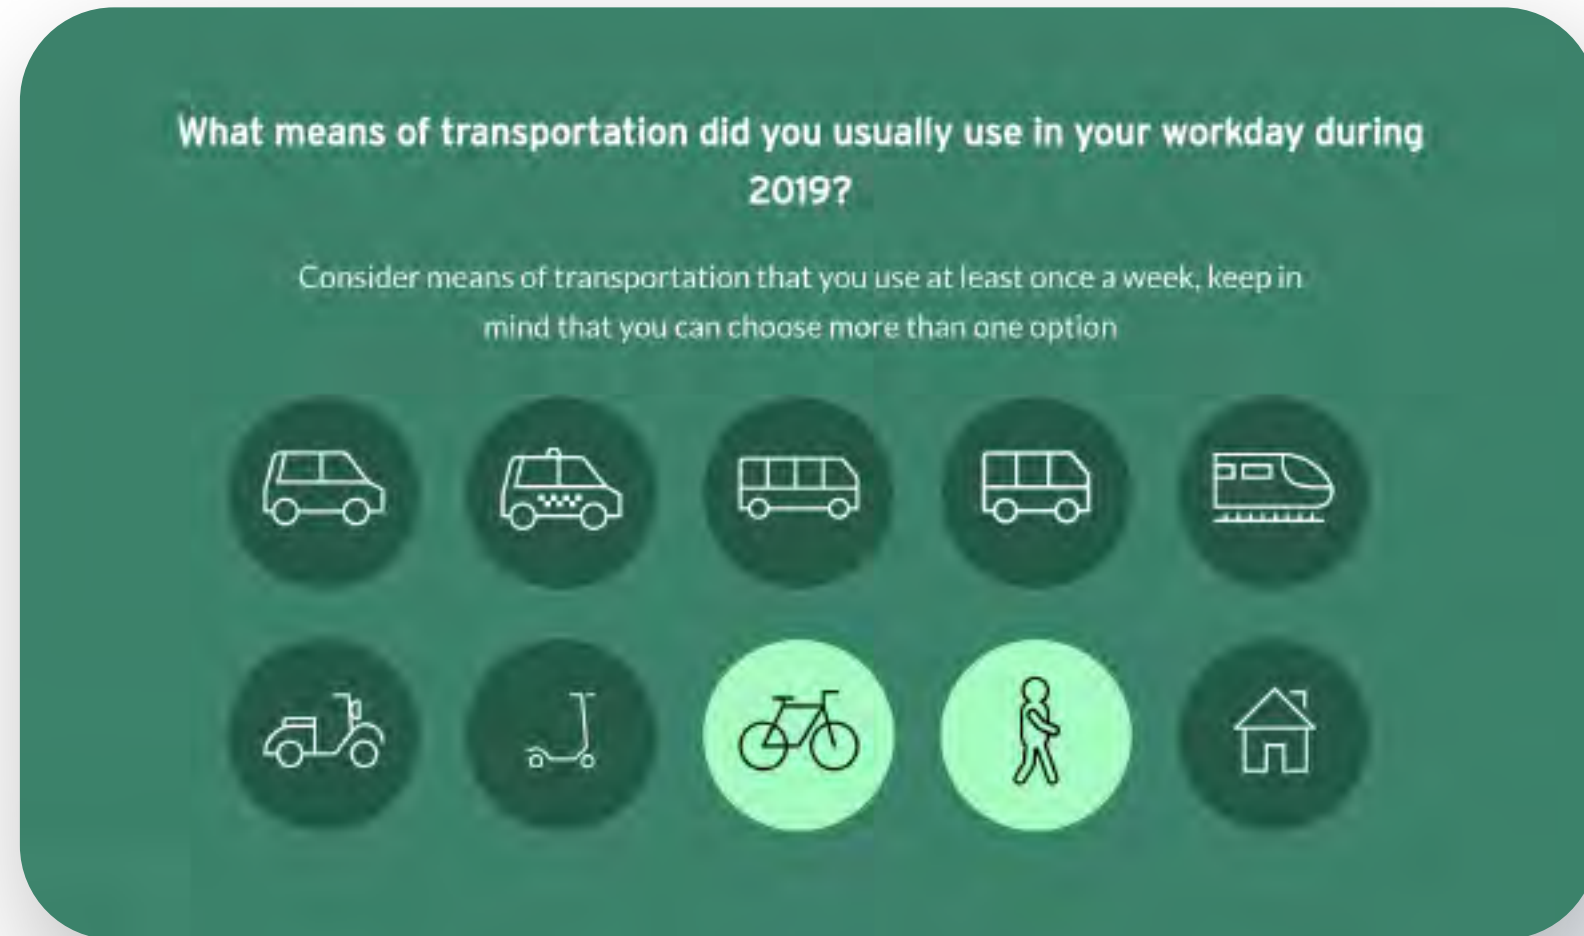 What means of transportation did you usually use in your workday during
2019?
Consider means of transportation that you use at least once a week, keep in
mind that you can choose more than one option